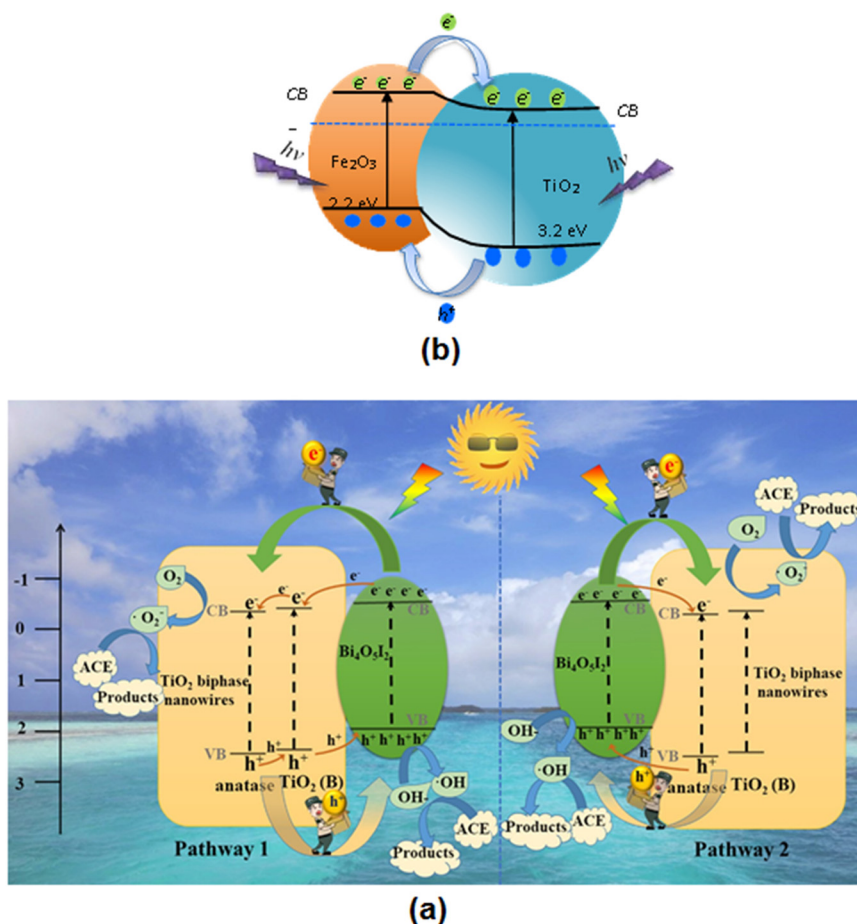 e⁻
e⁻ e⁻ e⁻
CB
e⁻ e⁻ e⁻
CB
hν
Fe₂O₃
hν
TiO₂
2.2 eV
3.2 eV
h⁺
(b)
e⁻
e⁻
ACE
Products
O₂
O₂
-1
0
1
2
3
O₂
· O₂⁻
ACE
Products
CB
e⁻
e⁻
e⁻
e⁻
e⁻ e⁻ e⁻ e⁻
CB
Bi₄O₅I₂
TiO₂ biphase
nanowires
VB
h⁺
h⁺
h⁺
h⁺
VB
h⁺ h⁺ h⁺ h⁺
anatase
TiO₂ (B)
h⁺
OH-
·OH
ACE
Products
Pathway 1
e⁻ e⁻ e⁻ e⁻
CB
e⁻
CB
e⁻
Bi₄O₅I₂
TiO₂ biphase
nanowires
VB
h⁺ h⁺ h⁺ h⁺
h⁺
VB
h⁺
anatase
TiO₂ (B)
OH-
·OH
h⁺
Products
ACE
Pathway 2
(a)